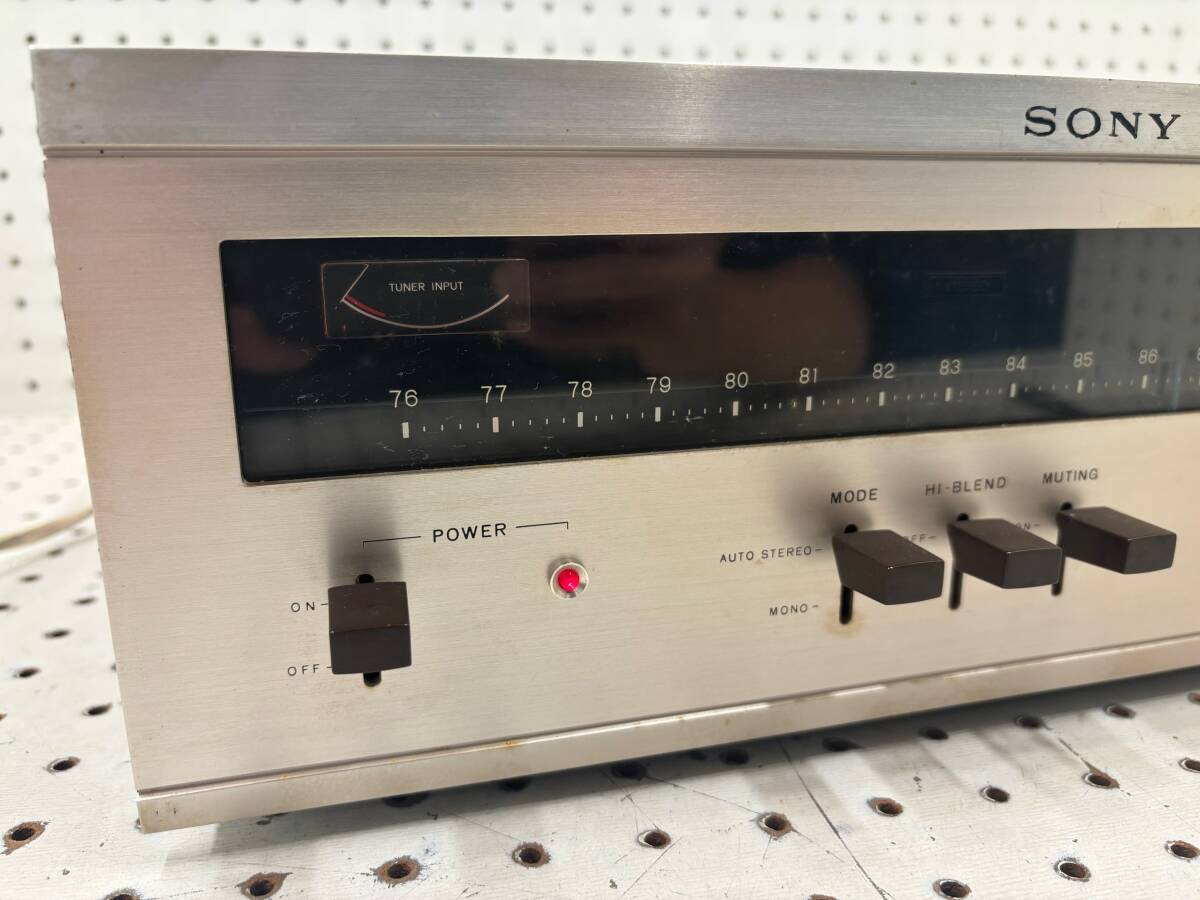 SONY
TUNER INPUT
76 77 78 79 80 81 82 83 84 85 86
POWER
ON
OFF
MODE
AUTO STEREO
MONO
HI-BLEND
MUTING